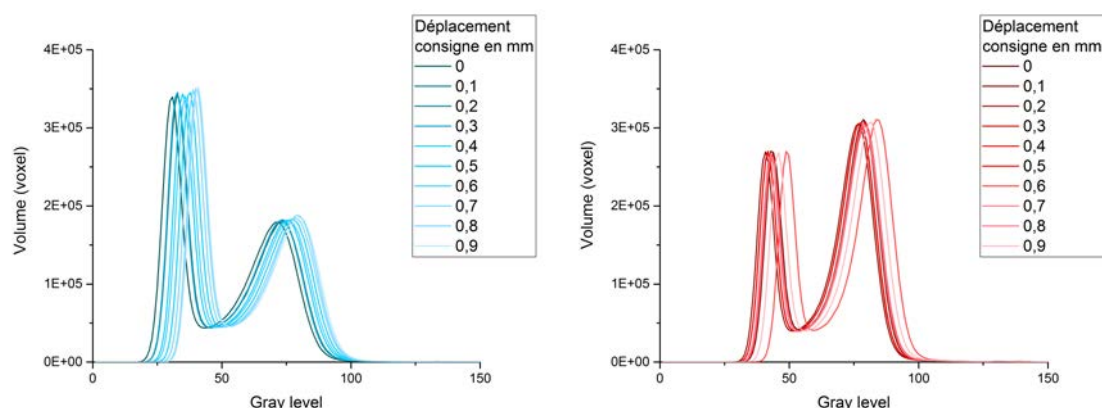 Déplacement
consigne en mm
0
0,1
0,2
0,3
0,4
0,5
0,6
0,7
0,8
0,9
4E+05
3E+05
2E+05
1E+05
0E+00
Volume (voxel)
0
50
100
150
Gray level
Déplacement
consigne en mm
0
0,1
0,2
0,3
0,4
0,5
0,6
0,7
0,8
0,9
4E+05
3E+05
2E+05
1E+05
0E+00
Volume (voxel)
0
50
100
150
Gray level